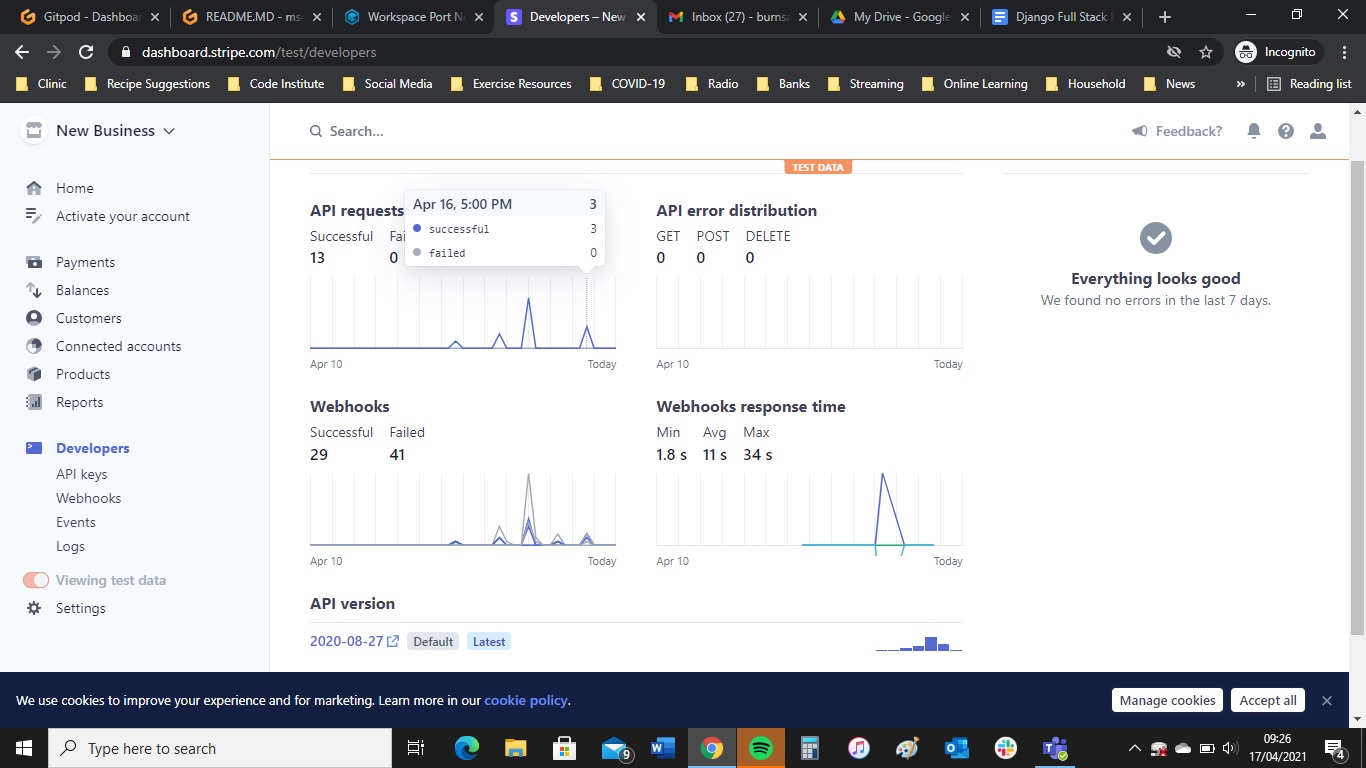 Gitpod - Dashboar
README.MD - ms4
Workspace Port No
Developers – New
Inbox (27) - burnsa
My Drive - Google
Django Full Stack
dashboard.stripe.com/test/developers
Incognito
Clinic
Recipe Suggestions
Code Institute
Social Media
Exercise Resources
COVID-19
Radio
Banks
Streaming
Online Learning
Household
News
»
Reading list
New Business
Search...
Feedback?
Home
Activate your account
Payments
Balances
Customers
Connected accounts
Products
Reports
Developers
API keys
Webhooks
Events
Logs
Viewing test data
Settings
TEST DATA
API requests
Successful
13
0
Apr 16, 5:00 PM 3
successful 3
failed 0
Apr 10 Today
API error distribution
GET POST DELETE
0 0 0
Apr 10 Today
Everything looks good
We found no errors in the last 7 days.
Webhooks
Successful Failed
29 41
Apr 10 Today
Webhooks response time
Min Avg Max
1.8 s 11 s 34 s
Apr 10 Today
API version
2020-08-27 Default Latest
We use cookies to improve your experience and for marketing. Learn more in our cookie policy.
Manage cookies
Accept all
Type here to search
9
09:26
17/04/2021
4